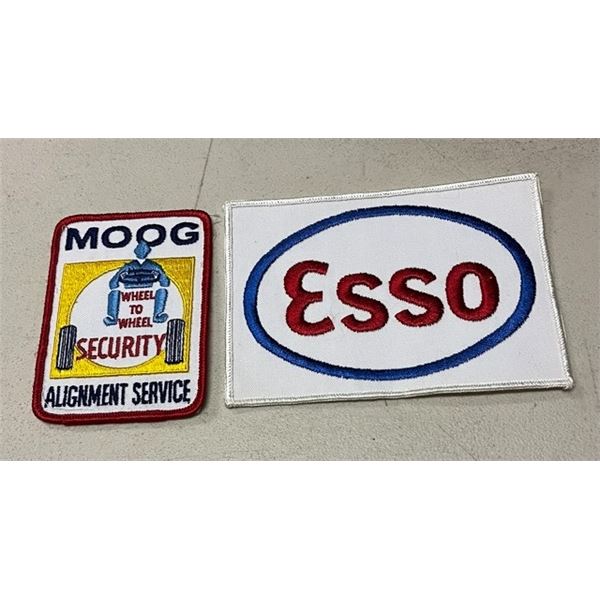 MOOG
WHEEL
TO
WHEEL
SECURITY
ALIGNMENT SERVICE
Esso